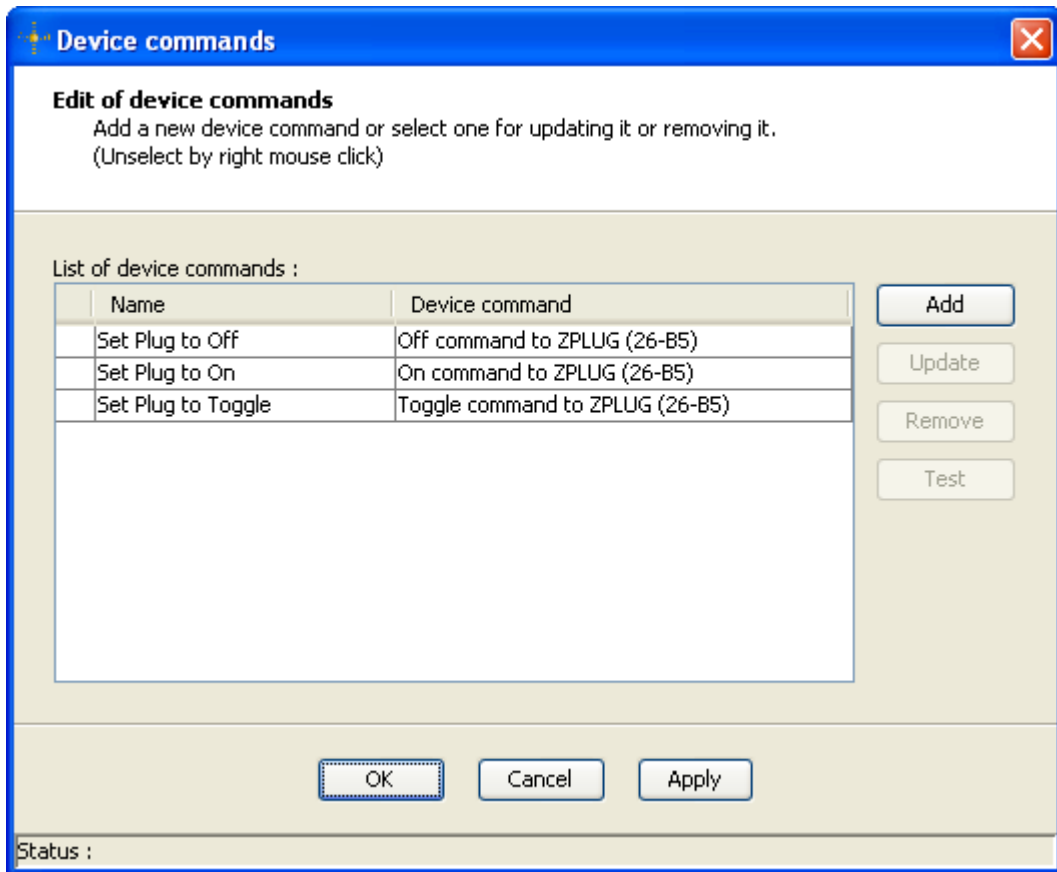 Device commands
Edit of device commands
Add a new device command or select one for updating it or removing it.
(Unselect by right mouse click)
List of device commands :
Name Device command
Set Plug to Off Off command to ZPLUG (26-B5)
Set Plug to On On command to ZPLUG (26-B5)
Set Plug to Toggle Toggle command to ZPLUG (26-B5)
Add
Update
Remove
Test
OK Cancel Apply
Status :